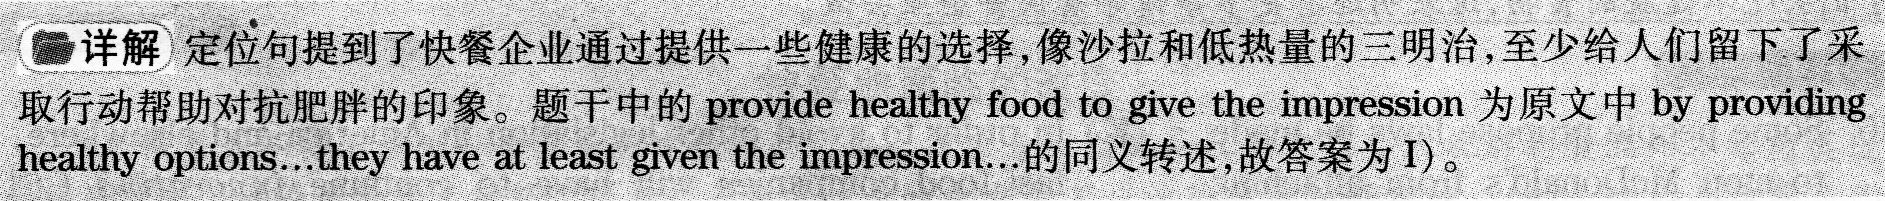 详解 定位句提到了快餐企业通过提供一些健康的选择,像沙拉和低热量的三明治,至少给人们留下了采
取行动帮助对抗肥胖的印象。题干中的 provide healthy food to give the impression 为原文中 by providing
healthy options…they have at least given the impression…的同义转述,故答案为 I)。